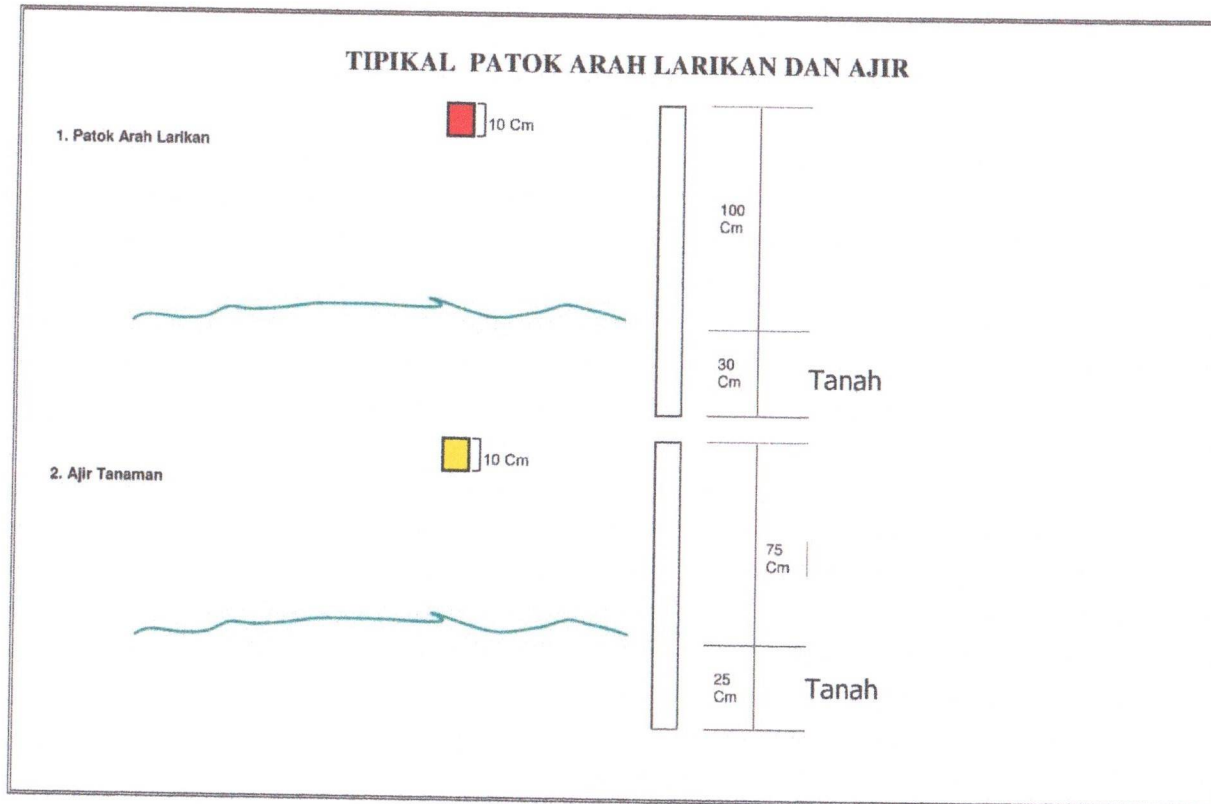 TIPIKAL PATOK ARAH LARIKAN DAN AJIR
1. Patok Arah Larikan
10 Cm
100
Cm
30
Cm
Tanah
2. Ajir Tanaman
10 Cm
75
Cm
25
Cm
Tanah